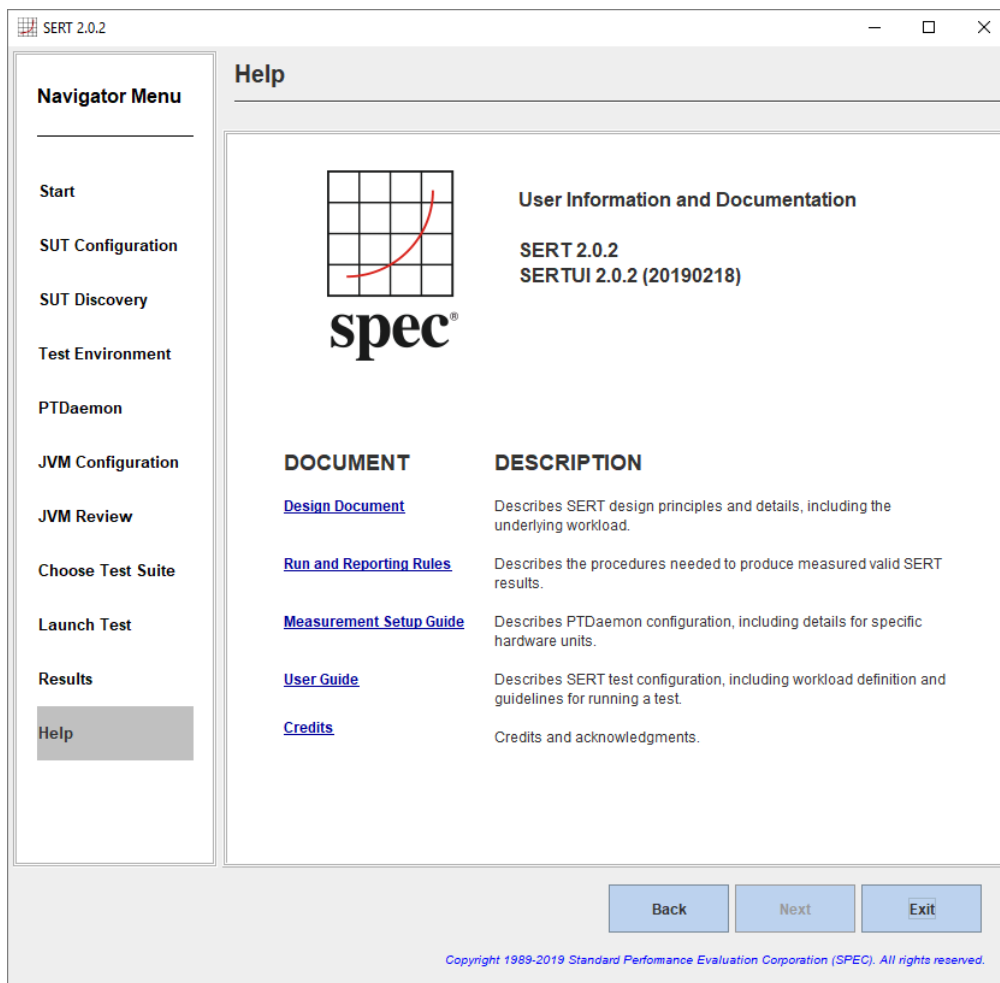 SERT 2.0.2
Navigator Menu
Start
SUT Configuration
SUT Discovery
Test Environment
PTDaemon
JVM Configuration
JVM Review
Choose Test Suite
Launch Test
Results
Help
Help
spec®
User Information and Documentation
SERT 2.0.2
SERTUI 2.0.2 (20190218)
DOCUMENT DESCRIPTION
Design Document Describes SERT design principles and details, including the
underlying workload.
Run and Reporting Rules Describes the procedures needed to produce measured valid SERT
results.
Measurement Setup Guide Describes PTDaemon configuration, including details for specific
hardware units.
User Guide Describes SERT test configuration, including workload definition and
guidelines for running a test.
Credits Credits and acknowledgments.
Back Next Exit
Copyright 1989-2019 Standard Performance Evaluation Corporation (SPEC). All rights reserved.